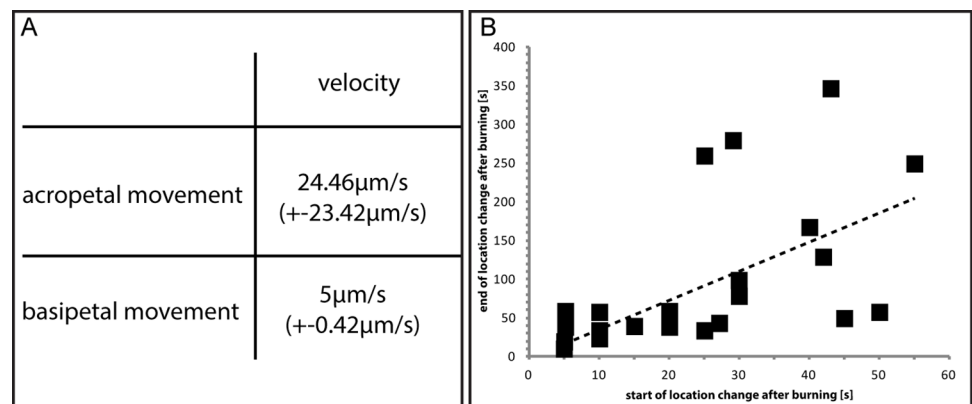 A
velocity
acropetal movement
24.46µm/s
(+-23.42µm/s)
basipetal movement
5µm/s
(+-0.42µm/s)
B
end of location change after burning [s]
400
350
300
250
200
150
100
50
0
0 10 20 30 40 50 60
start of location change after burning [s]